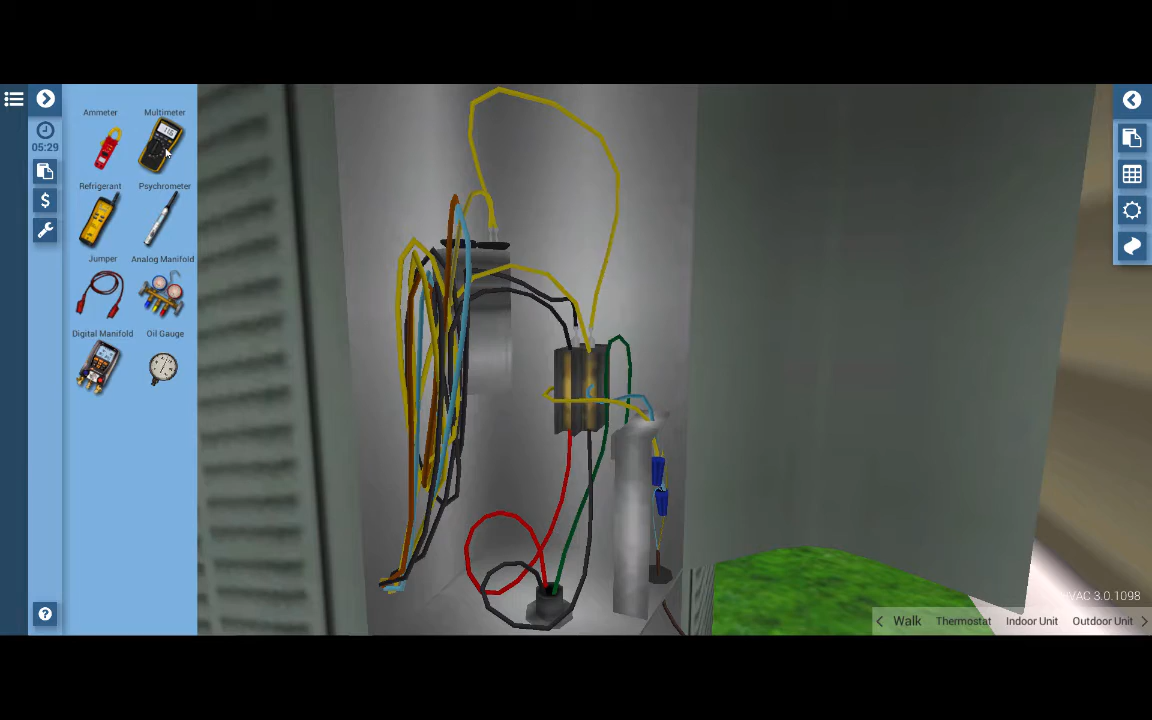 Ammeter Multimeter
05:29
Refrigerant Psychrometer
$
Jumper Analog Manifold
Digital Manifold Oil Gauge
HVAC 3.0.1098
Walk Thermostat Indoor Unit Outdoor Unit
?